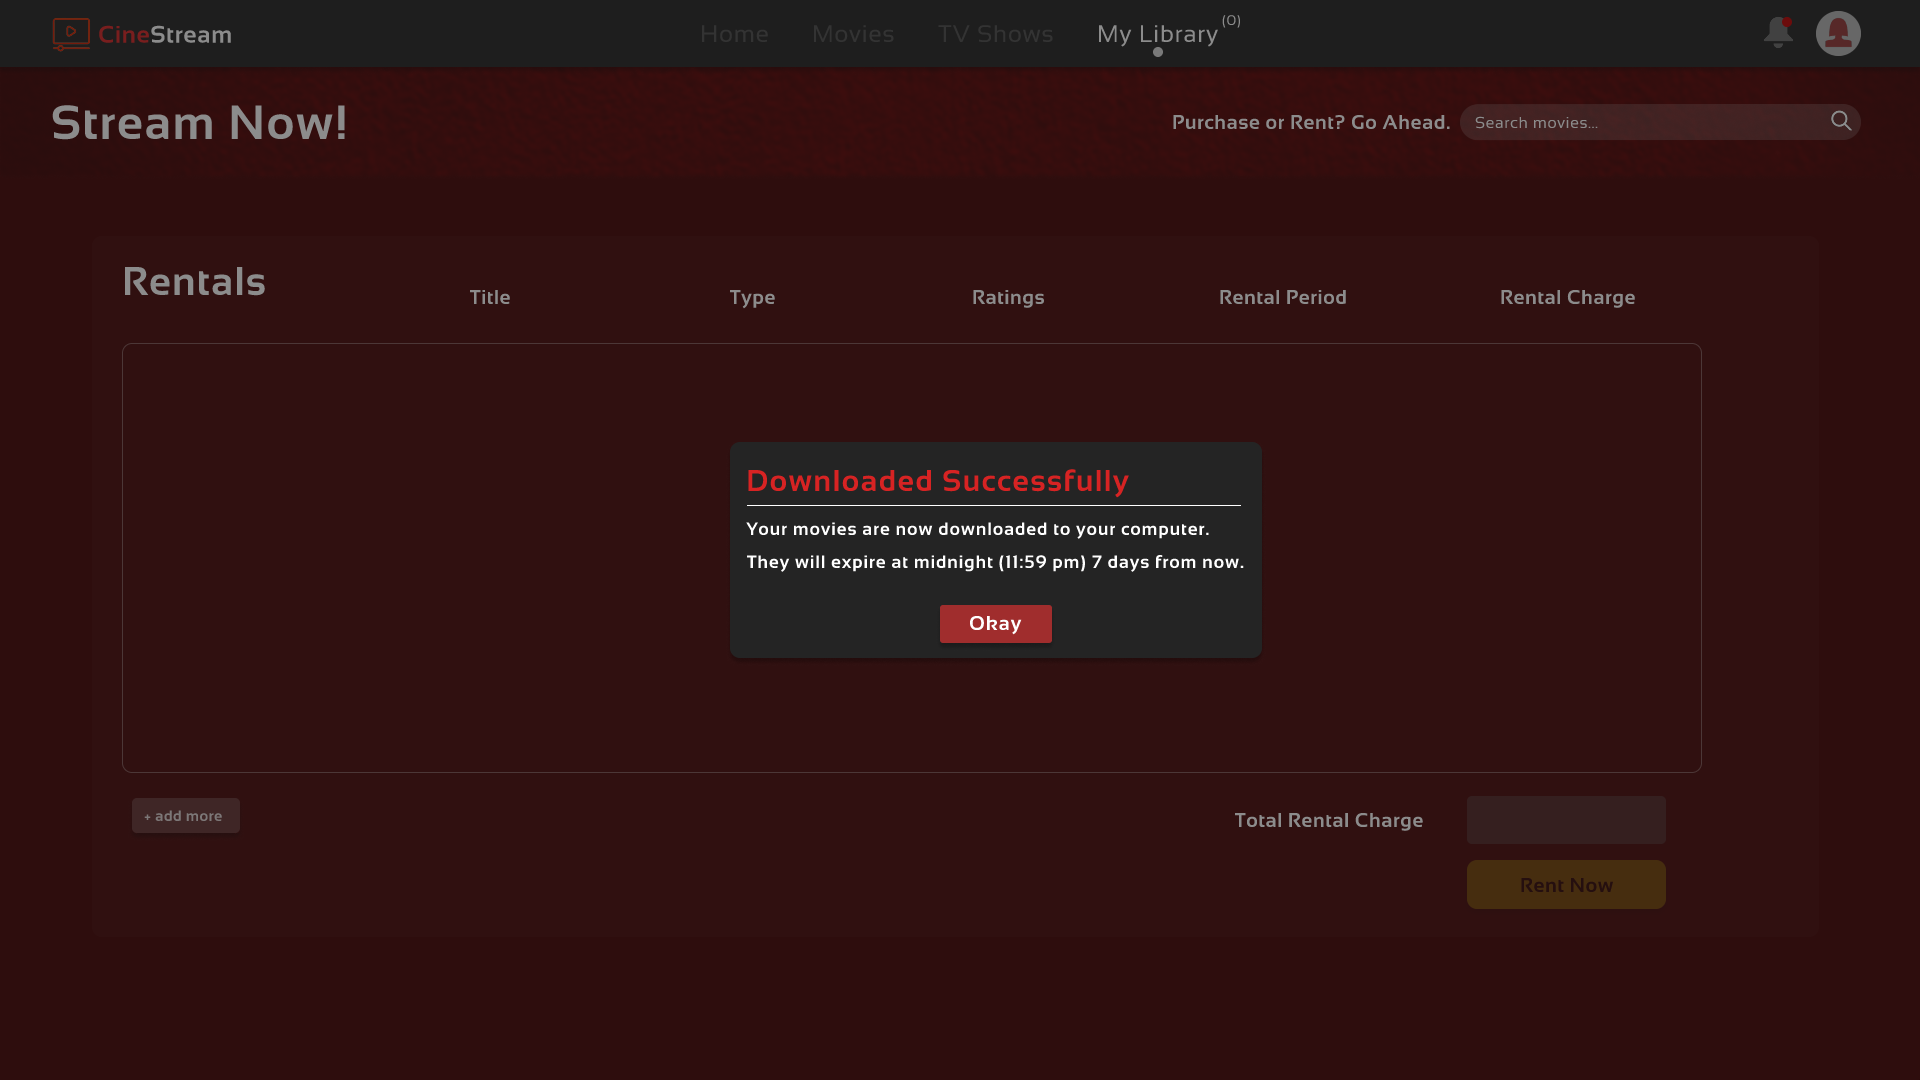 CineStream
Home Movies TV Shows My Library (0)
Stream Now!
Purchase or Rent? Go Ahead. Search movies...
Rentals
Title Type Ratings Rental Period Rental Charge
Downloaded Successfully
Your movies are now downloaded to your computer.
They will expire at midnight (11:59 pm) 7 days from now.
Okay
+ add more
Total Rental Charge
Rent Now